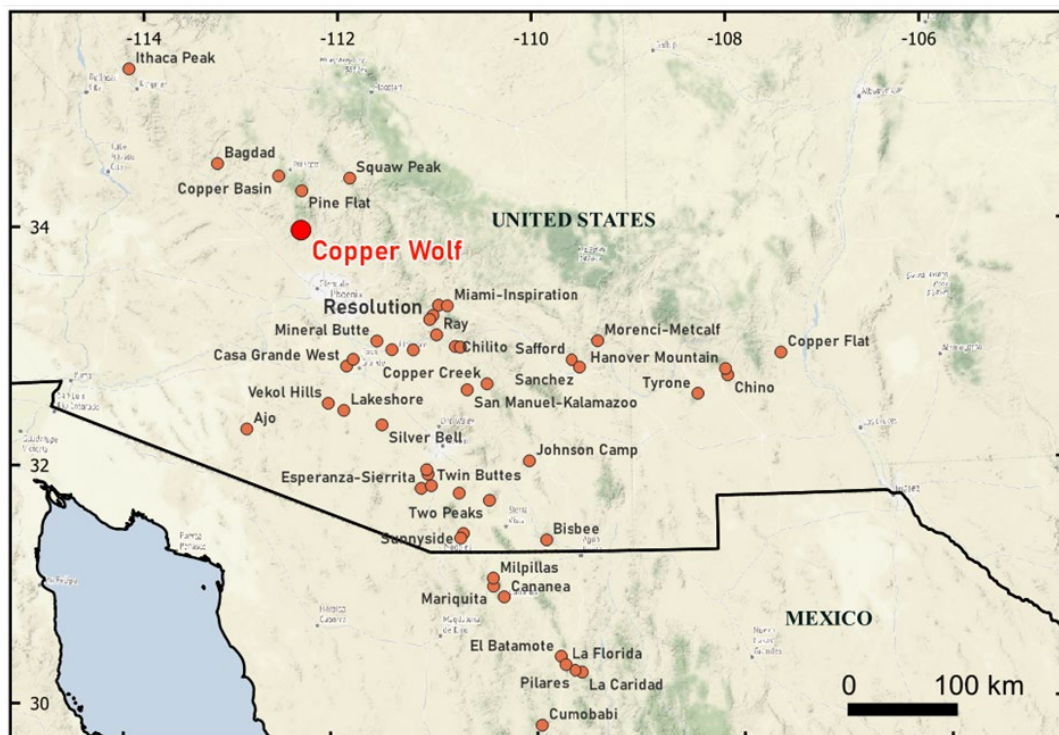 -114
-112
-110
-108
-106
Ithaca Peak
Bagdad
Squaw Peak
Copper Basin
Pine Flat
34
UNITED STATES
Copper Wolf
Phoenix
Resolution
Miami-Inspiration
Ray
Mineral Butte
Chilito
Morenci-Metcalf
Safford
Copper Flat
Casa Grande West
Hanover Mountain
Copper Creek
Sanchez
Chino
Tyrone
Vekol Hills
Lakeshore
San Manuel-Kalamazoo
Ajo
Silver Bell
32
Johnson Camp
Esperanza-Sierrita
Twin Buttes
Two Peaks
Sunnyside
Bisbee
Milpillas
Cananea
Mariquita
MEXICO
El Batamote
La Florida
Pilares
La Caridad
30
0
100 km
Cumobabi